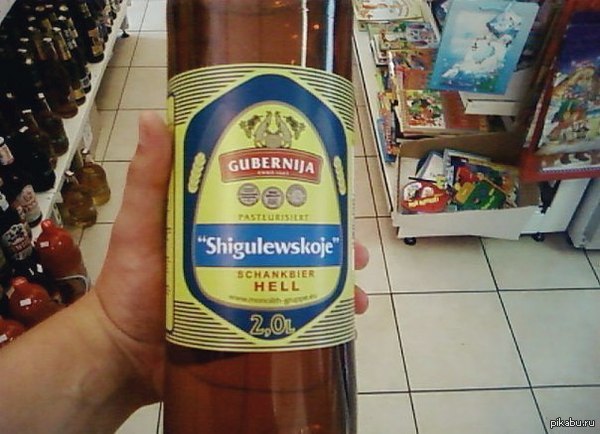 GUBERNIJA
PASTEURISIERT
"Shigulewskoje"
SCHANKBIER
HELL
www.monolith-gruppe.eu
2,0L
pikabu.ru